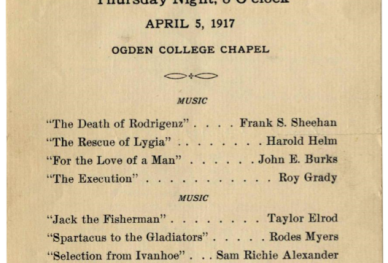 Thursday Night, 8 O'clock
APRIL 5, 1917
OGDEN COLLEGE CHAPEL
MUSIC
"The Death of Rodrigenz" . . . . Frank S. Sheehan
"The Rescue of Lygia" . . . . . . . . Harold Helm
"For the Love of a Man" . . . . . John E. Burks
"The Execution" . . . . . . . . . . . Roy Grady
MUSIC
"Jack the Fisherman" . . . . . . . Taylor Elrod
"Spartacus to the Gladiators" . . . . Rodes Myers
"Selection from Ivanhoe" . . . Sam Richie Alexander